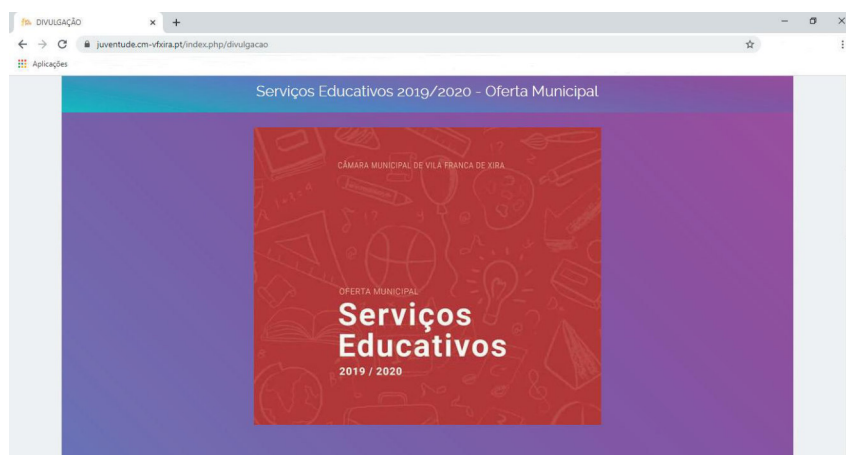 DIVULGAÇÃO
juventude.cm-vfxira.pt/index.php/divulgacao
Aplicações
Serviços Educativos 2019/2020 - Oferta Municipal
CÂMARA MUNICIPAL DE VILA FRANCA DE XIRA
OFERTA MUNICIPAL
Serviços
Educativos
2019 / 2020